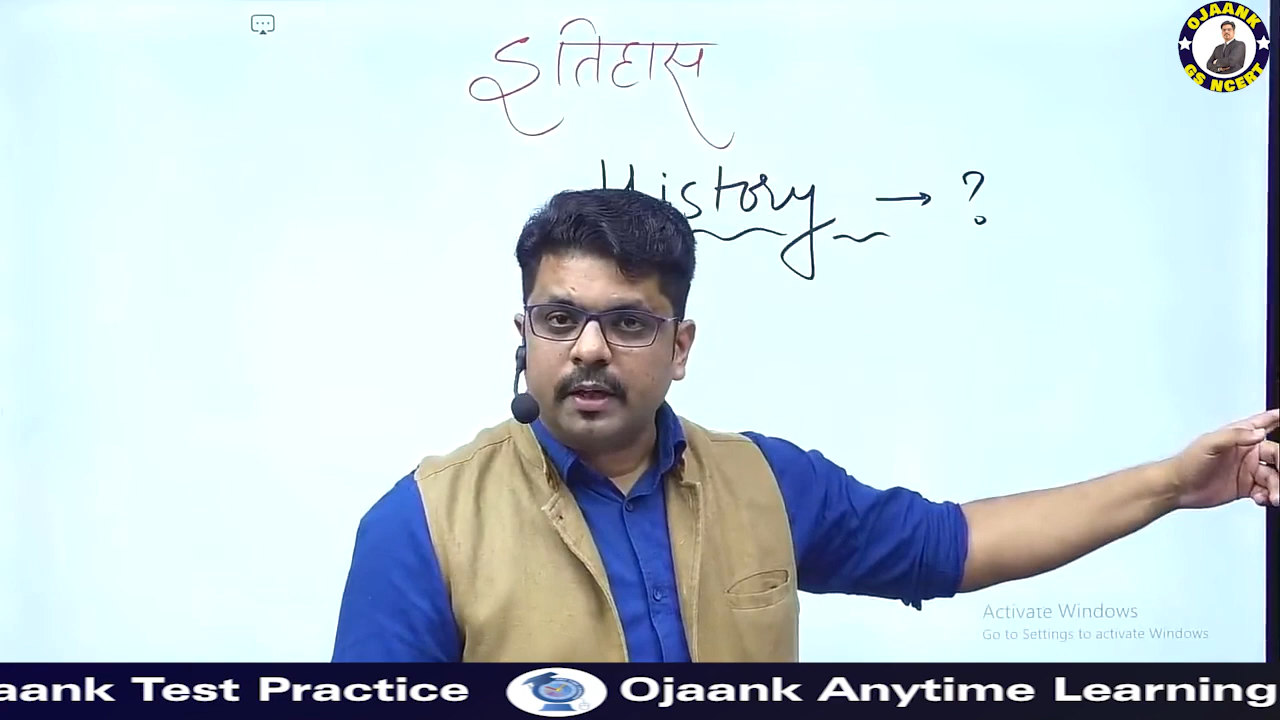 इतिहास
History → ?
OJAANK
GS NCERT
Activate Windows
Go to Settings to activate Windows
aank Test Practice
Ojaank Anytime Learning